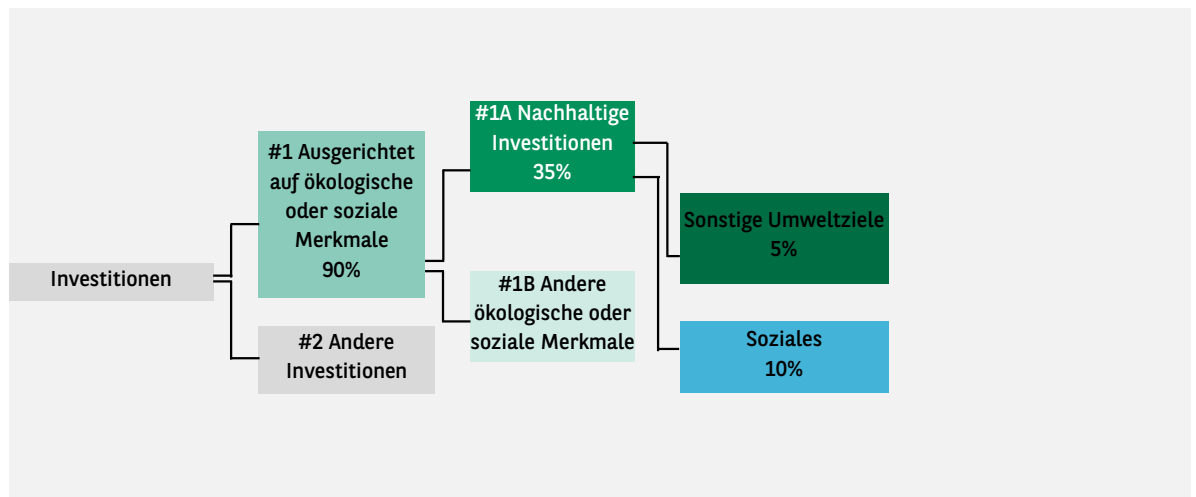 Investitionen
#1 Ausgerichtet
auf ökologische
oder soziale
Merkmale
90%
#2 Andere
Investitionen
#1A Nachhaltige
Investitionen
35%
#1B Andere
ökologische oder
soziale Merkmale
Sonstige Umweltziele
5%
Soziales
10%